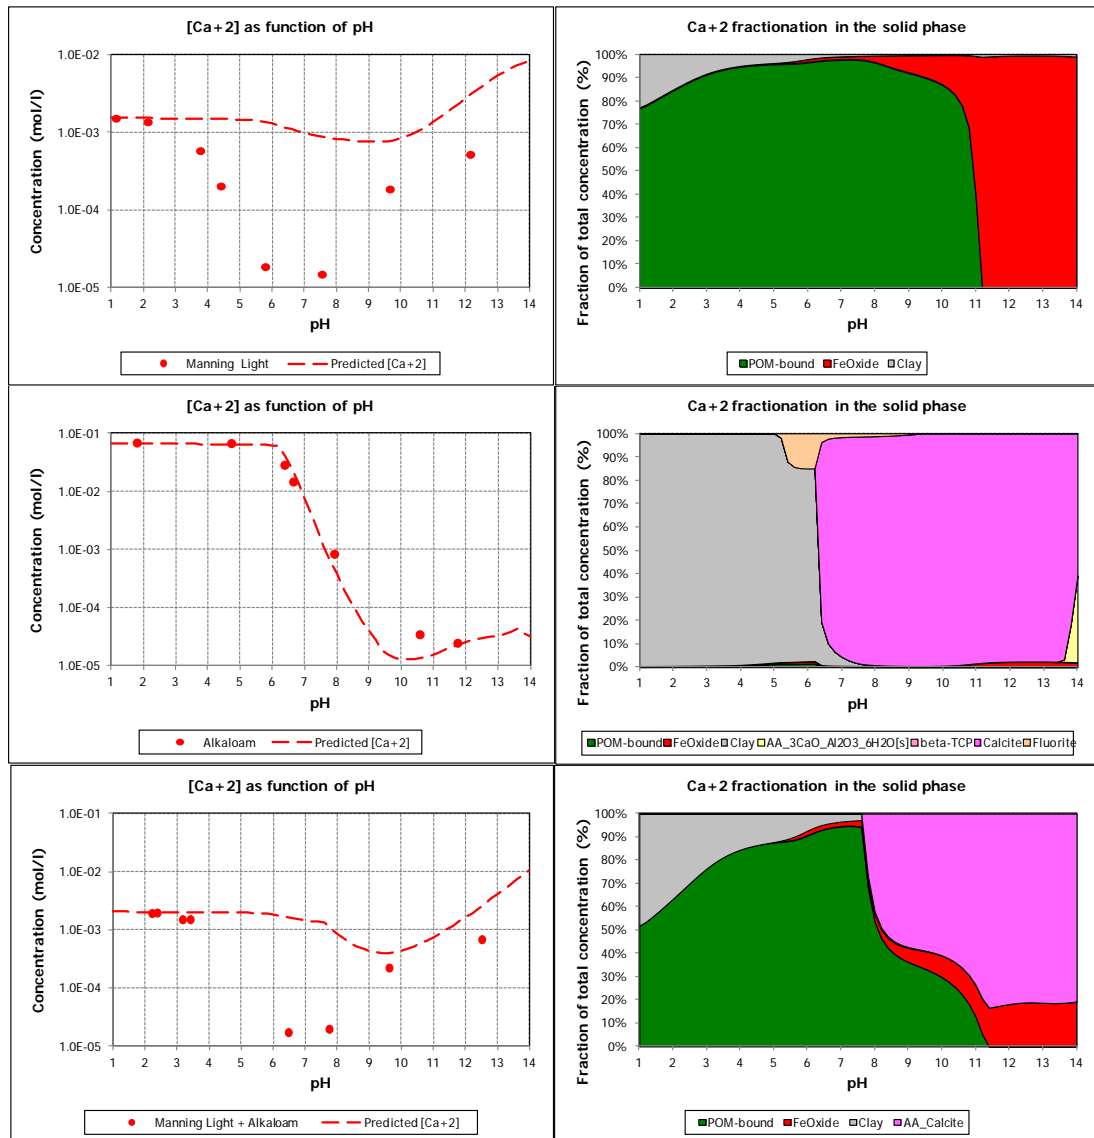 [Ca+2] as function of pH
Concentration (mol/l)
1.0E-02
1.0E-03
1.0E-04
1.0E-05
1 2 3 4 5 6 7 8 9 10 11 12 13 14
pH
Manning Light Predicted [Ca+2]
Ca+2 fractionation in the solid phase
Fraction of total concentration (%)
100%
90%
80%
70%
60%
50%
40%
30%
20%
10%
0%
1 2 3 4 5 6 7 8 9 10 11 12 13 14
pH
POM-bound FeOxide Clay
[Ca+2] as function of pH
Concentration (mol/l)
1.0E-01
1.0E-02
1.0E-03
1.0E-04
1.0E-05
1 2 3 4 5 6 7 8 9 10 11 12 13 14
pH
Alkaloam Predicted [Ca+2]
Ca+2 fractionation in the solid phase
Fraction of total concentration (%)
100%
90%
80%
70%
60%
50%
40%
30%
20%
10%
0%
1 2 3 4 5 6 7 8 9 10 11 12 13 14
pH
POM-bound FeOxide Clay AA_3CaO_Al2O3_6H2O[s] beta-TCP Calcite Fluorite
[Ca+2] as function of pH
Concentration (mol/l)
1.0E-01
1.0E-02
1.0E-03
1.0E-04
1.0E-05
1 2 3 4 5 6 7 8 9 10 11 12 13 14
pH
Manning Light + Alkaloam Predicted [Ca+2]
Ca+2 fractionation in the solid phase
Fraction of total concentration (%)
100%
90%
80%
70%
60%
50%
40%
30%
20%
10%
0%
1 2 3 4 5 6 7 8 9 10 11 12 13 14
pH
POM-bound FeOxide Clay AA_Calcite